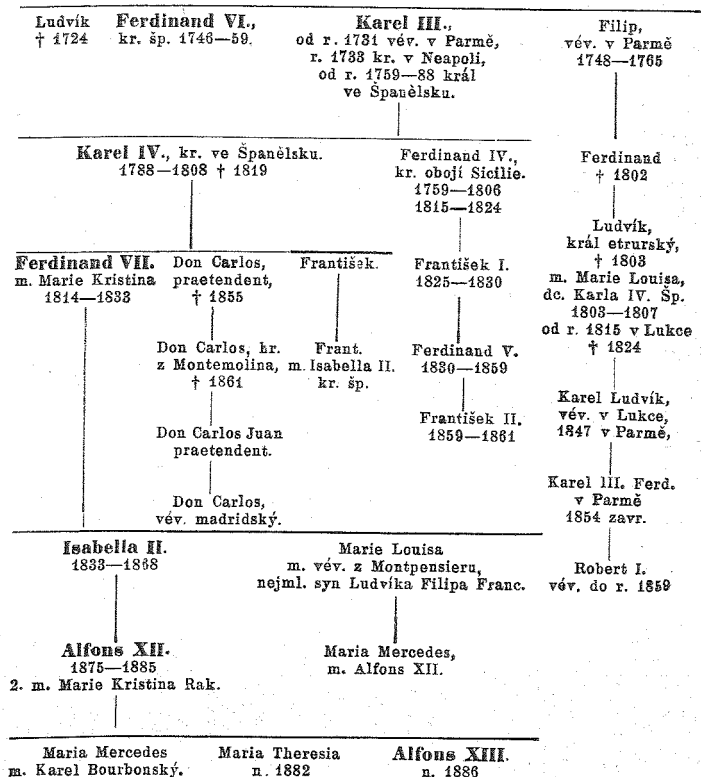 Ludvík
† 1724
Ferdinand VI.,
kr. šp. 1746—59.
Karel III.,
od r. 1731 vév. v Parmě,
r. 1733 kr. v Neapoli,
od r. 1759—88 král
ve Španělsku.
Filip,
vév. v Parmě
1748—1765
Karel IV., kr. ve Španělsku.
1788—1808 † 1819
Ferdinand IV.,
kr. obojí Sicilie.
1759—1806
1815—1824
Ferdinand
† 1802
Ludvík,
král etrurský,
† 1803
m. Marie Louisa,
dc. Karla IV. Šp.
1803—1807
od r. 1815 v Lukce
† 1824
Ferdinand VII.
m. Marie Kristina
1814—1833
Don Carlos,
praetendent,
† 1855
František.
František I.
1825—1830
Don Carlos, hr.
z Montemolina,
† 1861
Frant.
m. Isabella II.
kr. šp.
Ferdinand V.
1830—1859
Karel Ludvík,
vév. v Lukce,
1847 v Parmě,
František II.
1859—1861
Don Carlos Juan
praetendent.
Karel III. Ferd.
v Parmě
1854 zavr.
Don Carlos,
vév. madridský.
Isabella II.
1833—1868
Marie Louisa
m. vév. z Montpensieru,
nejml. syn Ludvíka Filipa Franc.
Robert I.
vév. do r. 1859
Alfons XII.
1875—1885
2. m. Marie Kristina Rak.
Maria Mercedes,
m. Alfons XII.
Maria Mercedes
m. Karel Bourbonský.
Maria Theresia
n. 1882
Alfons XIII.
n. 1886